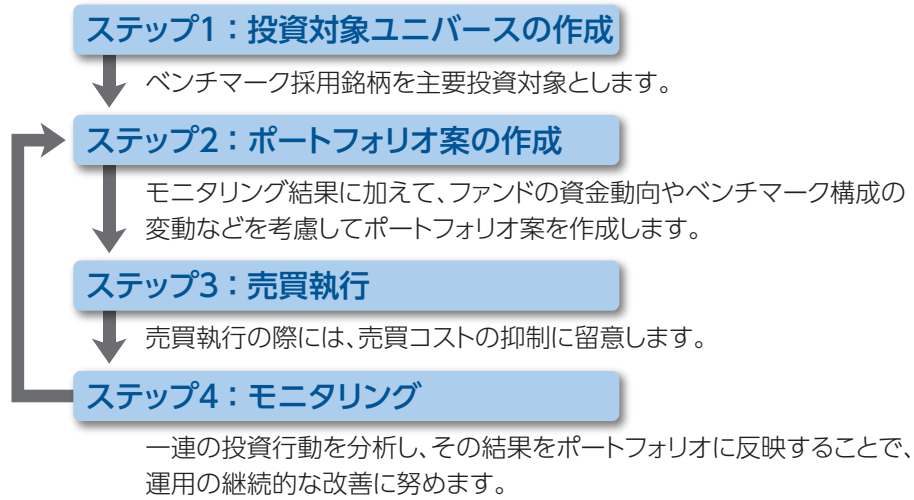 ステップ1：投資対象ユニバースの作成
ベンチマーク採用銘柄を主要投資対象とします。
ステップ2：ポートフォリオ案の作成
モニタリング結果に加えて、ファンドの資金動向やベンチマーク構成の
変動などを考慮してポートフォリオ案を作成します。
ステップ3：売買執行
売買執行の際には、売買コストの抑制に留意します。
ステップ4：モニタリング
一連の投資行動を分析し、その結果をポートフォリオに反映することで、
運用の継続的な改善に努めます。